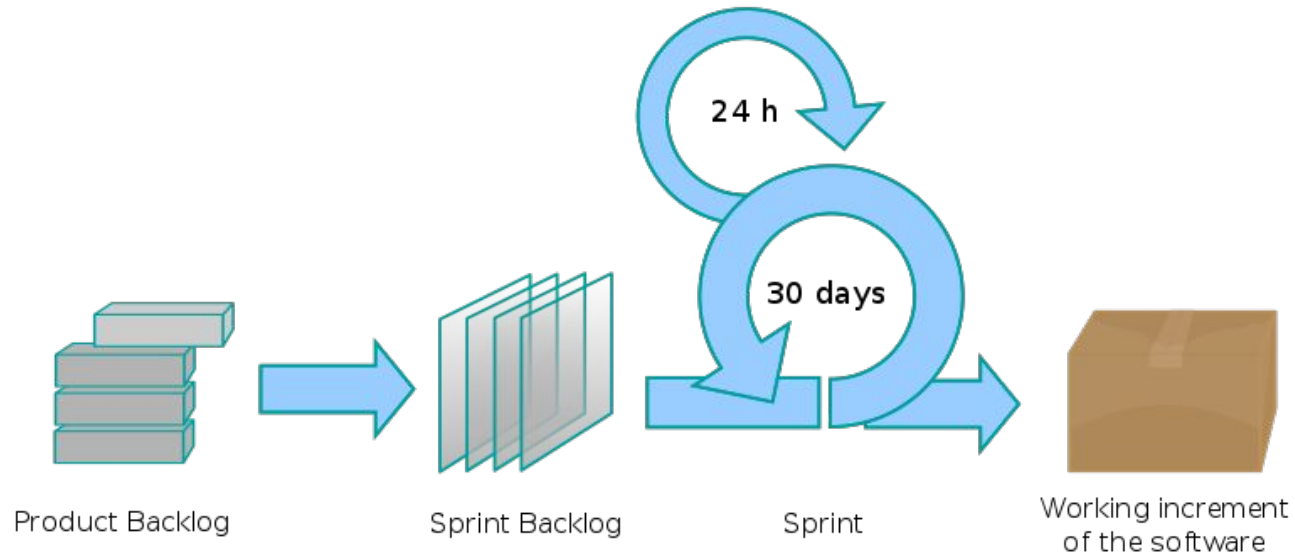 24 h
30 days
Product Backlog
Sprint Backlog
Sprint
Working increment
of the software